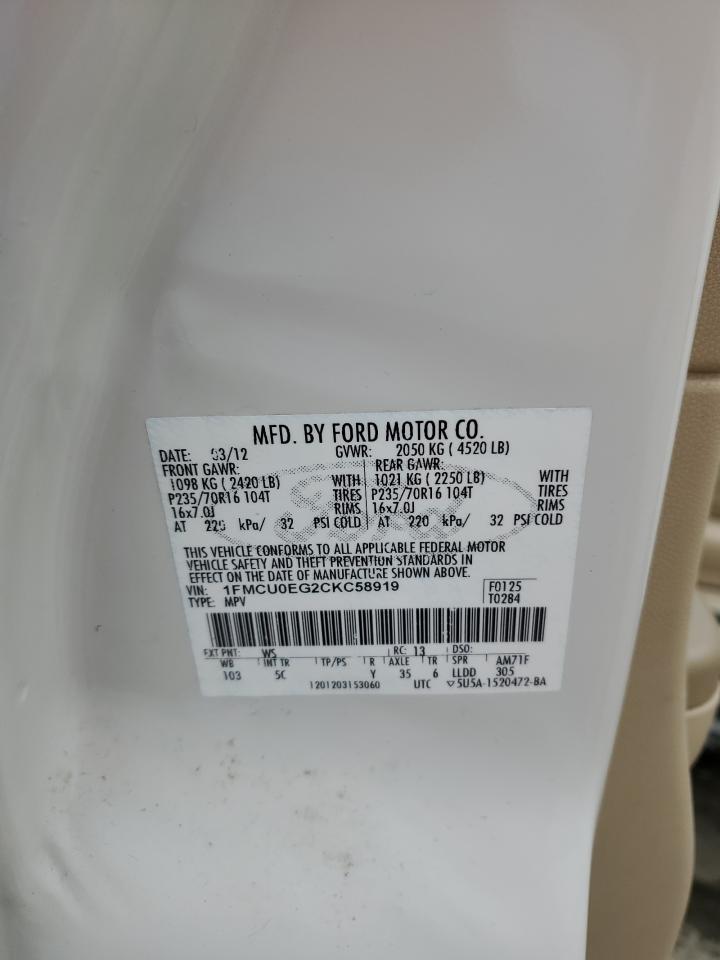 MFD. BY FORD MOTOR CO.
DATE: 03/12 GVWR: 2050 KG ( 4520 LB)
FRONT GAWR: REAR GAWR:
1098 KG ( 2420 LB) WITH 1021 KG ( 2250 LB) WITH
P235/70R16 104T TIRES P235/70R16 104T TIRES
16x7.0J RIMS 16x7.0J RIMS
AT 220 kPa/ 32 PSI COLD AT 220 kPa/ 32 PSI COLD
THIS VEHICLE CONFORMS TO ALL APPLICABLE FEDERAL MOTOR
VEHICLE SAFETY AND THEFT PREVENTION STANDARDS IN
EFFECT ON THE DATE OF MANUFACTURE SHOWN ABOVE.
VIN: 1FMCU0EG2CKC58919 F0125
TYPE: MPV T0284
EXT PNT: WS RC: 13 DSO:
WB INT TR TP/PS R AXLE TR SPR AM71F
103 5C Y 35 6 LLDD 305
1201203153060 UTC ▽5U5A-1520472-BA
Ford